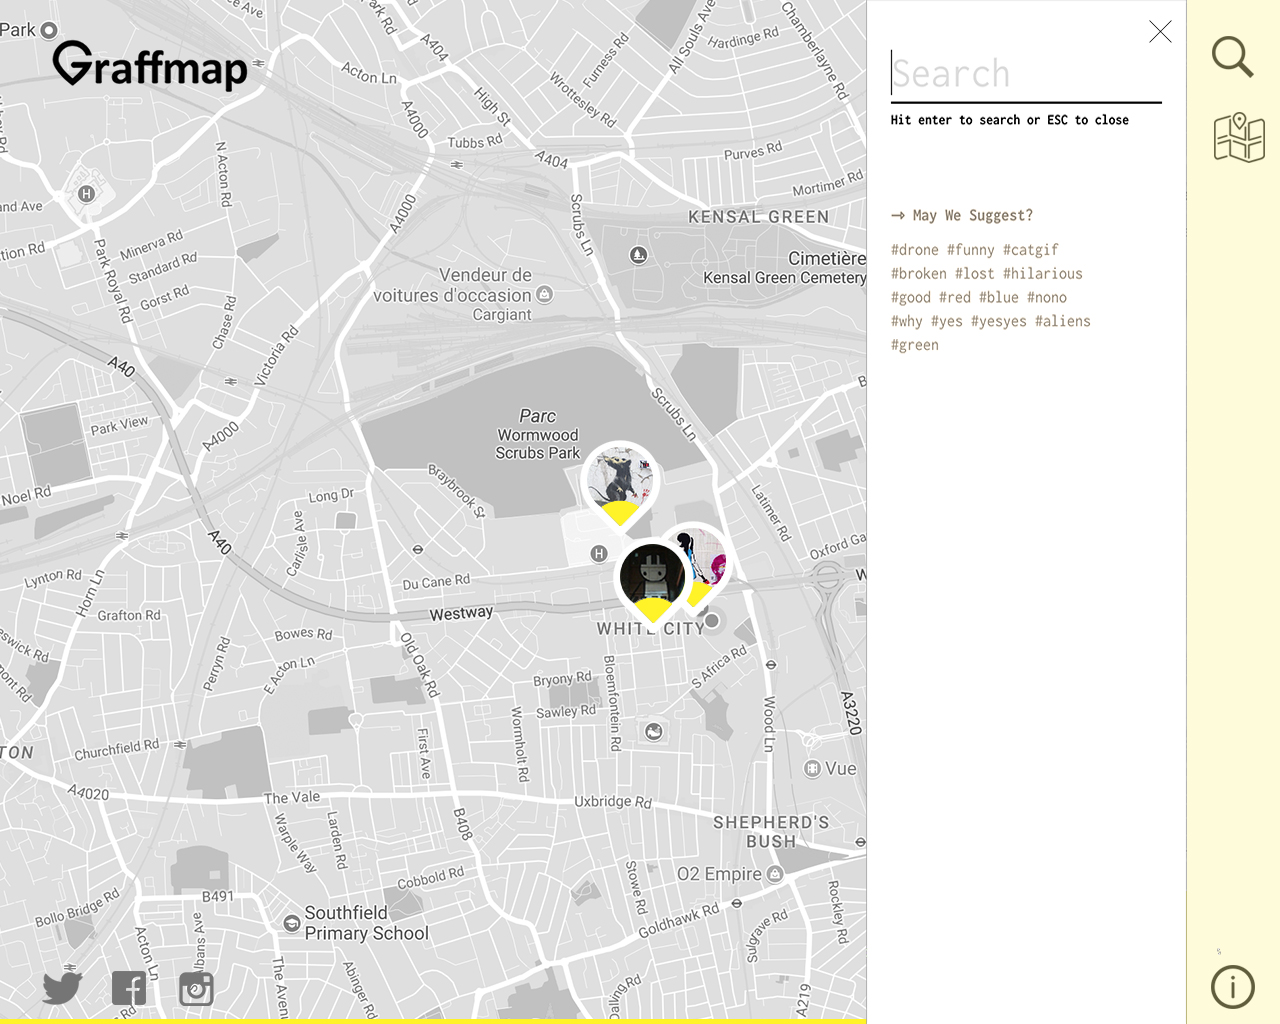 Park
Graffmap
Acton Ln
A404
High St
A4000
Tubbs Rd
A404
Furness Rd
Wrottesley Rd
All Souls Ave
Hardinge Rd
Chamberlayne Rd
Purves Rd
Mortimer Rd
KENSAL GREEN
Cimetière
Kensal Green Cemetery
N Acton Rd
A4000
Scrubs Ln
Minerva Rd
Standard Rd
Gorst Rd
Park Royal Rd
Chase Rd
Victoria Rd
Vendeur de
voitures d'occasion
Cargiant
A40
Park View
A4000
Noel Rd
Parc
Wormwood
Scrubs Park
Scrubs Ln
Braybrook St
Long Dr
Carlisle Ave
A40
Latimer Rd
Oxford Ga
Lynton Rd
Horn Ln
Grafton Rd
Du Cane Rd
Westway
WHITE CITY
Bowes Rd
Perryn Rd
E Acton Ln
Old Oak Rd
Bryony Rd
Sawley Rd
Bloemfontein Rd
S Africa Rd
Wormholt Rd
Wood Ln
A3220
Vue
TON
Churchfield Rd
First Ave
A4020
The Vale
Uxbridge Rd
B408
SHEPHERD'S
BUSH
O2 Empire
Warple Way
Larden Rd
Cobbold Rd
Stowe Rd
Goldhawk Rd
Sulgrave Rd
Rockley Rd
B491
Bollo Bridge Rd
Southfield
Primary School
Acton Ln
Albans Ave
The Avenu
Abinger Rd
A219
Search
Hit enter to search or ESC to close
→ May We Suggest?
#drone #funny #catgif
#broken #lost #hilarious
#good #red #blue #nono
#why #yes #yesyes #aliens
#green